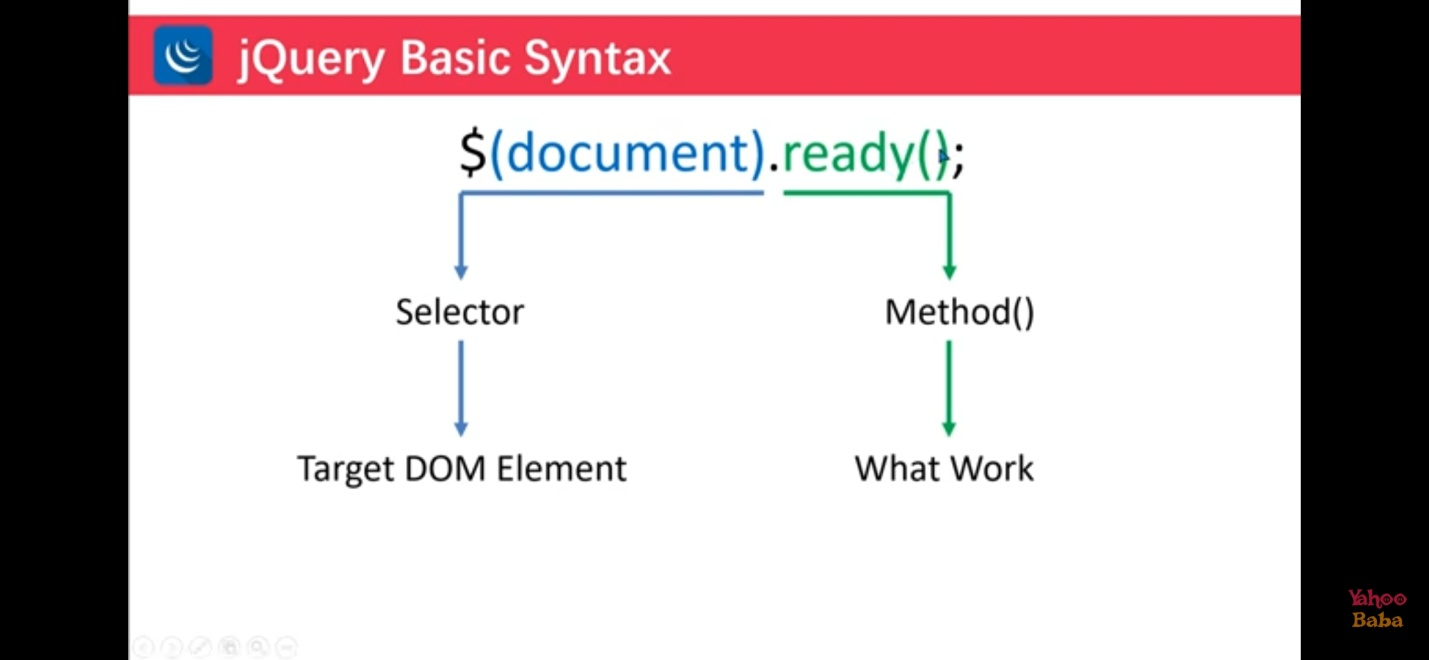 jQuery Basic Syntax
$(document).ready();
Selector
Method()
Target DOM Element
What Work
Yahoo
Baba